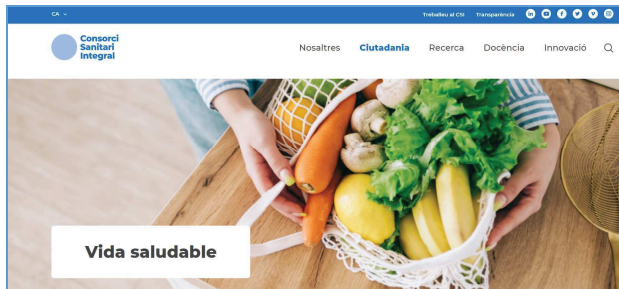 CA
Treballeu al CSI Transparència
Consorci
Sanitari
Integral
Nosaltres Ciutadania Recerca Docència Innovació
Vida saludable